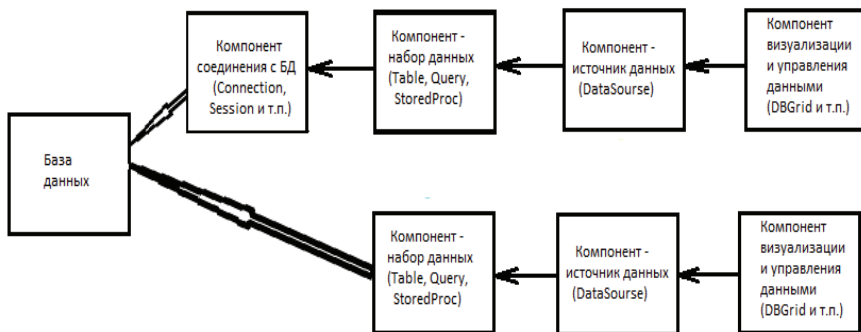 Компонент
соединения с БД
(Connection,
Session и т.п.)
Компонент -
набор данных
(Table, Query,
StoredProc)
Компонент -
источник данных
(DataSourse)
Компонент
визуализации
и управления
данными
(DBGrid и т.п.)
База
данных
Компонент -
набор данных
(Table, Query,
StoredProc)
Компонент -
источник данных
(DataSourse)
Компонент
визуализации
и управления
данными
(DBGrid и т.п.)